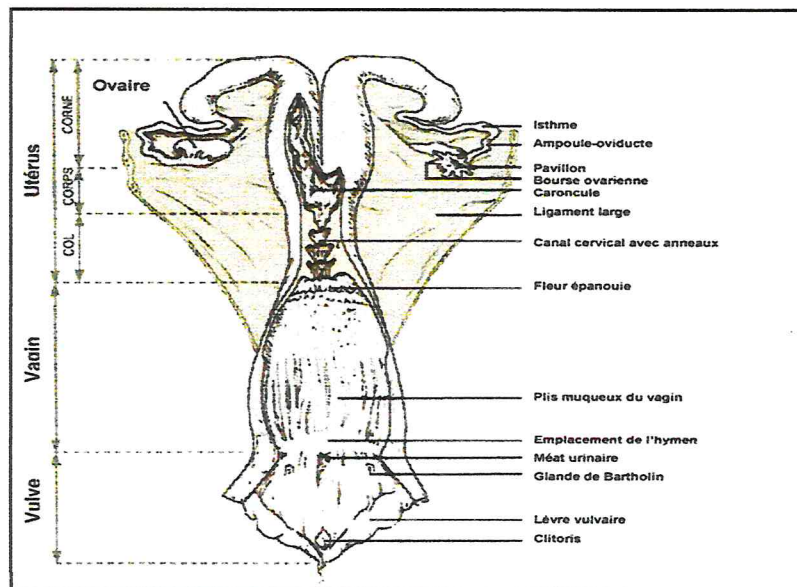 Ovaire
Utérus
CORNE
CORPS
COL
Vagin
Vulve
Isthme
Ampoule-oviducte
Pavillon
Bourse ovarienne
Caroncule
Ligament large
Canal cervical avec anneaux
Fleur épanouie
Plis muqueux du vagin
Emplacement de l'hymen
Méat urinaire
Glande de Bartholin
Lèvre vulvaire
Clitoris